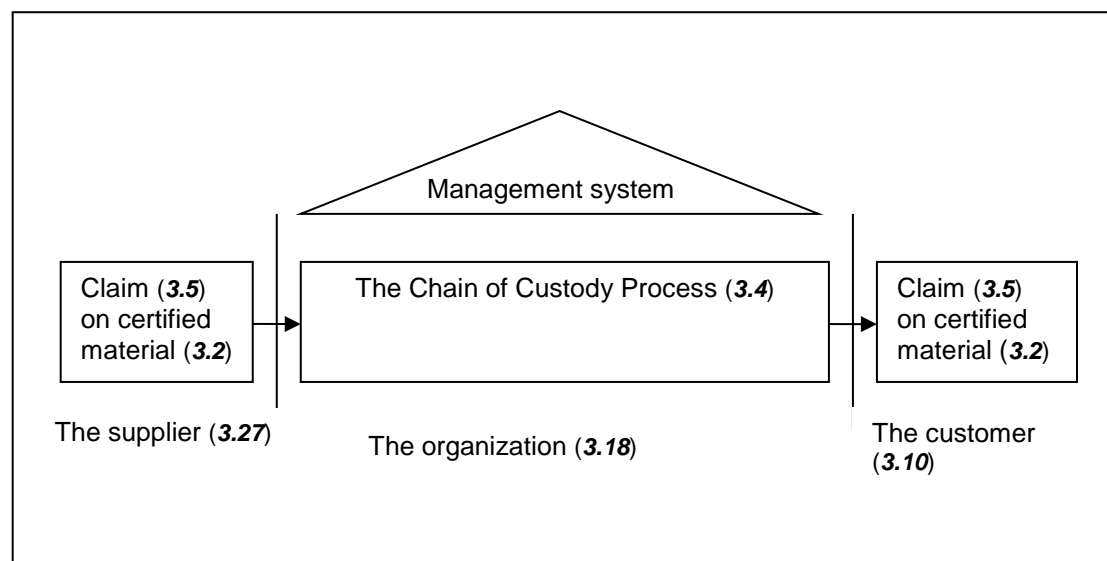 Management system
Claim (3.5)
on certified
material (3.2)
The Chain of Custody Process (3.4)
Claim (3.5)
on certified
material (3.2)
The supplier (3.27)
The organization (3.18)
The customer
(3.10)